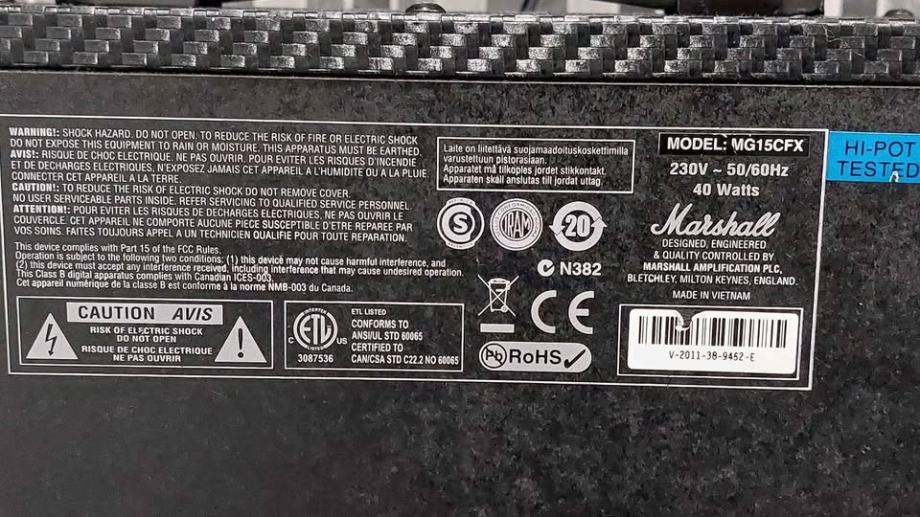 WARNING!: SHOCK HAZARD. DO NOT OPEN. TO REDUCE THE RISK OF FIRE OR ELECTRIC SHOCK
DO NOT EXPOSE THIS EQUIPMENT TO RAIN OR MOISTURE. THIS APPARATUS MUST BE EARTHED.
AVIS!: RISQUE DE CHOC ELECTRIQUE. NE PAS OUVRIR. POUR EVITER LES RISQUES D'INCENDIE
ET DE DECHARGES ELECTRIQUES, N'EXPOSEZ JAMAIS CET APPAREIL A L'HUMIDITE OU A LA PLUIE
CONNECTER CET APPAREIL A LA TERRE.
CAUTION!: TO REDUCE THE RISK OF ELECTRIC SHOCK DO NOT REMOVE COVER
NO USER SERVICEABLE PARTS INSIDE. REFER SERVICING TO QUALIFIED SERVICE PERSONNEL.
ATTENTION!: POUR EVITER LES RISQUES DE DECHARGES ELECTRIQUES, NE PAS OUVRIR LE
COUVERCLE. CET APPAREIL NE COMPORTE AUCUNE PIECE SUSCEPTIBLE D'ETRE REPAREE PAR
VOS SOINS. FAITES TOUJOURS APPEL A UN TECHNICIEN QUALIFIE POUR TOUTE REPARATION.
This device complies with Part 15 of the FCC Rules.
Operation is subject to the following two conditions: (1) this device may not cause harmful interference, and
(2) this device must accept any interference received, including interference that may cause undesired operation.
This Class B digital apparatus complies with Canadian ICES-003.
Cet appareil numérique de la classe B est conforme à la norme NMB-003 du Canada.
CAUTION AVIS
RISK OF ELECTRIC SHOCK
DO NOT OPEN
RISQUE DE CHOC ELECTRIQUE
NE PAS OUVRIR
C ETL US
LISTED
3087536
ETL LISTED
CONFORMS TO
ANSI/UL STD 60065
CERTIFIED TO
CAN/CSA STD C22.2 NO 60065
Laite on liitettävä suojamaadoituskoskettimilla
varustettuun pistorasiaan.
Apparatet må tilkoples jordet stikkontakt.
Apparaten skall anslutas till jordat uttag.
S
TRAM
20
N382
CE
Pb RoHS
MODEL: MG15CFX
230V ~ 50/60Hz
40 Watts
Marshall
DESIGNED, ENGINEERED
& QUALITY CONTROLLED BY
MARSHALL AMPLIFICATION PLC,
BLETCHLEY, MILTON KEYNES, ENGLAND.
MADE IN VIETNAM
V-2011-38-9462-E
HI-POT
TESTED